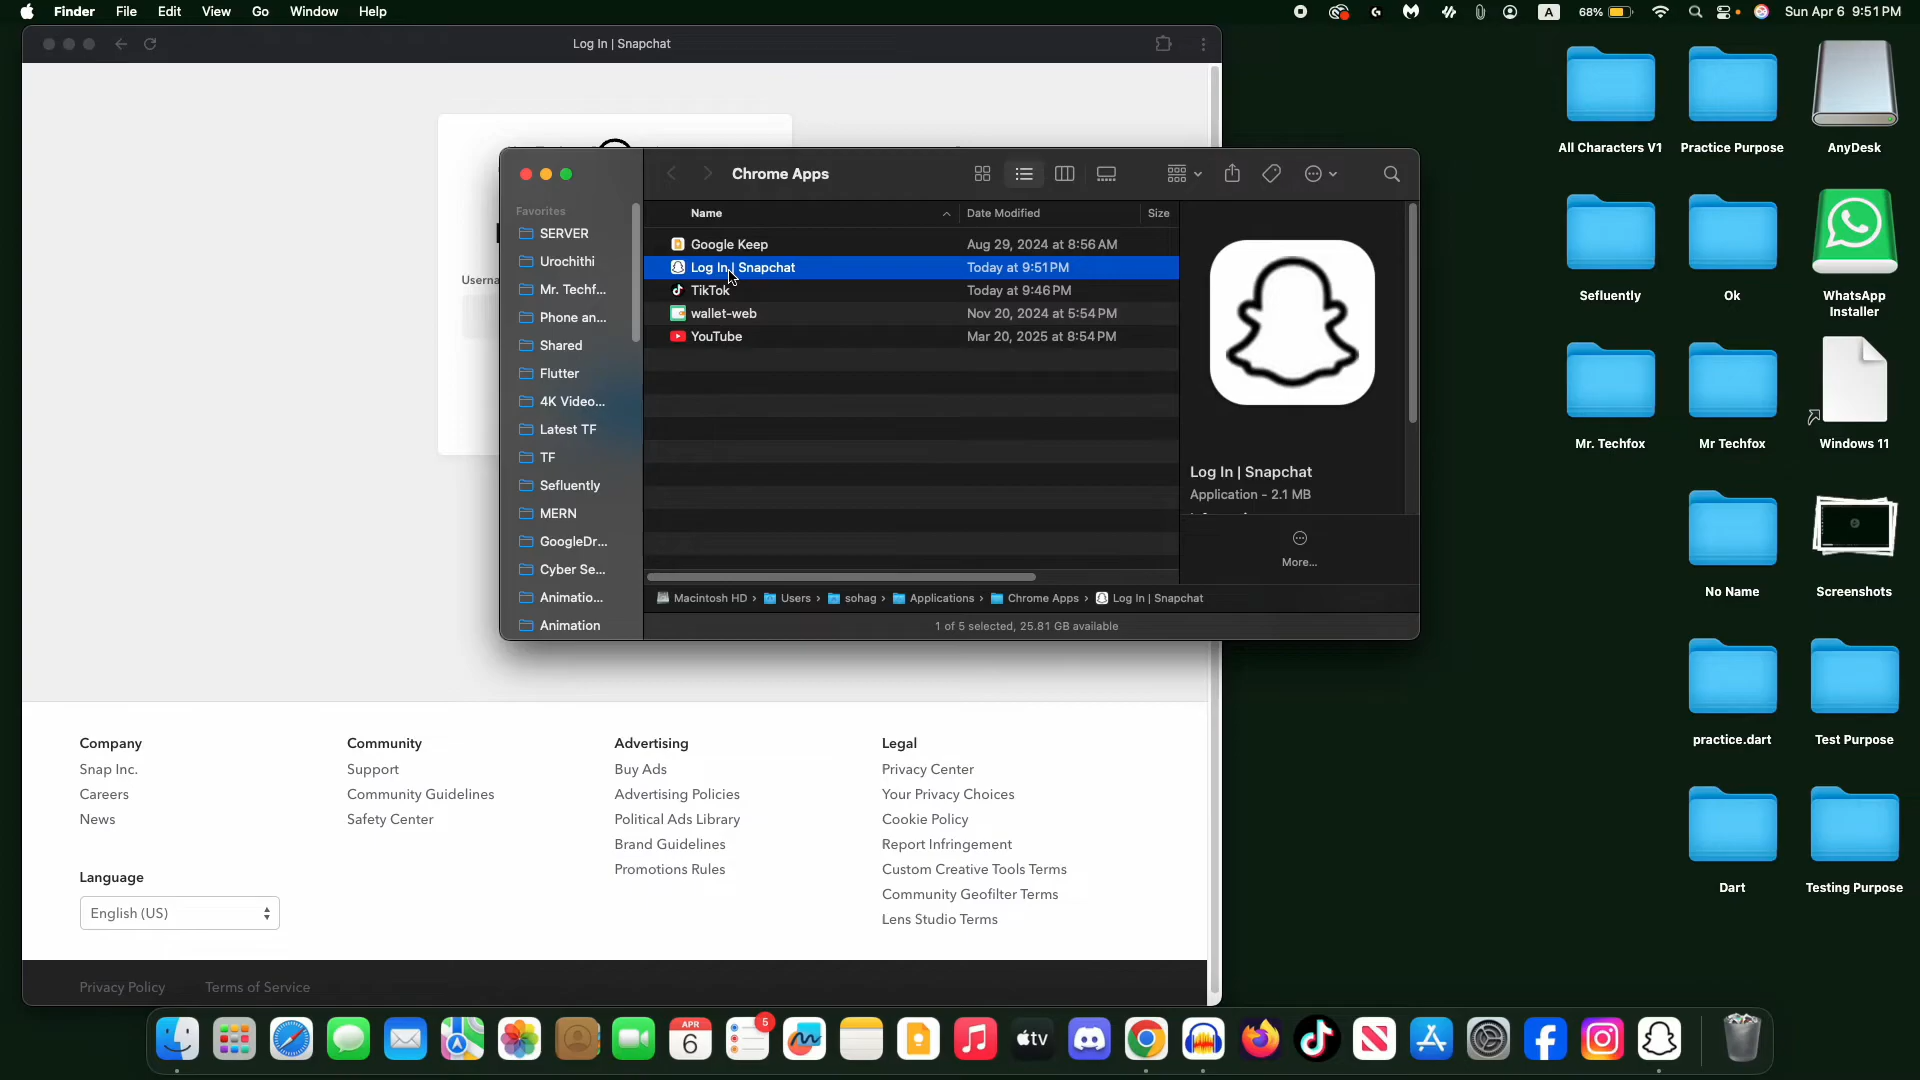 Finder File Edit View Go Window Help
A 68% Sun Apr 6 9:51 PM
Log In | Snapchat
Userna
Chrome Apps
Favorites
SERVER
Urochithi
Mr. Techf...
Phone an...
Shared
Flutter
4K Video...
Latest TF
TF
Sefluently
MERN
GoogleDr...
Cyber Se...
Animatio...
Animation
Name Date Modified Size
Google Keep Aug 29, 2024 at 8:56 AM
Log In | Snapchat Today at 9:51 PM
TikTok Today at 9:46 PM
wallet-web Nov 20, 2024 at 5:54 PM
YouTube Mar 20, 2025 at 8:54 PM
Log In | Snapchat
Application - 2.1 MB
More...
Macintosh HD › Users › sohag › Applications › Chrome Apps › Log In | Snapchat
1 of 5 selected, 25.81 GB available
All Characters V1 Practice Purpose AnyDesk
Sefluently Ok WhatsApp
Installer
Mr. Techfox Mr Techfox Windows 11
No Name Screenshots
practice.dart Test Purpose
Dart Testing Purpose
Company
Snap Inc.
Careers
News
Language
English (US)
Community
Support
Community Guidelines
Safety Center
Advertising
Buy Ads
Advertising Policies
Political Ads Library
Brand Guidelines
Promotions Rules
Legal
Privacy Center
Your Privacy Choices
Cookie Policy
Report Infringement
Custom Creative Tools Terms
Community Geofilter Terms
Lens Studio Terms
Privacy Policy Terms of Service
APR
6
5
tv